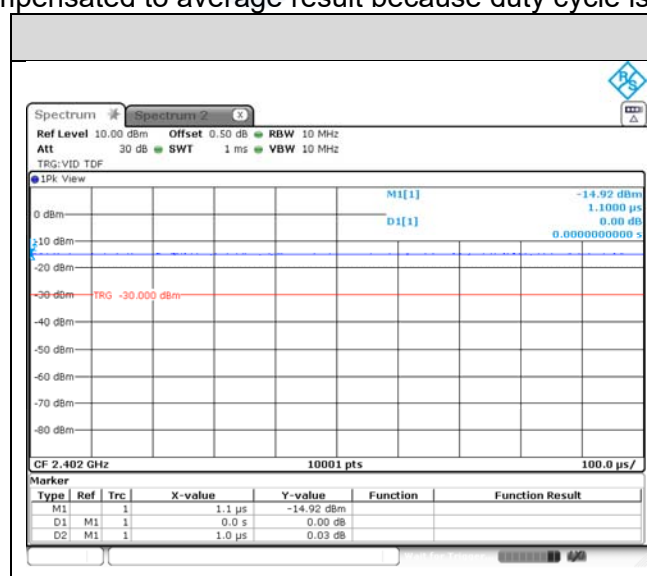 mpensated to average result because duty cycle is
R&S
Spectrum Spectrum 2 X
Ref Level 10.00 dBm Offset 0.50 dB RBW 10 MHz
Att 30 dB SWT 1 ms VBW 10 MHz
TRG:VID TDF
1Pk View
M1[1] -14.92 dBm
1.1000 µs
0 dBm
D1[1] 0.00 dB
0.0000000000 s
-10 dBm
-20 dBm
-30 dBm TRG -30.000 dBm
-40 dBm
-50 dBm
-60 dBm
-70 dBm
-80 dBm
CF 2.402 GHz 10001 pts 100.0 µs/
Marker
Type Ref Trc X-value Y-value Function Function Result
M1 1 1.1 µs -14.92 dBm
D1 M1 1 0.0 s 0.00 dB
D2 M1 1 1.0 µs 0.03 dB
Wait for Trigger